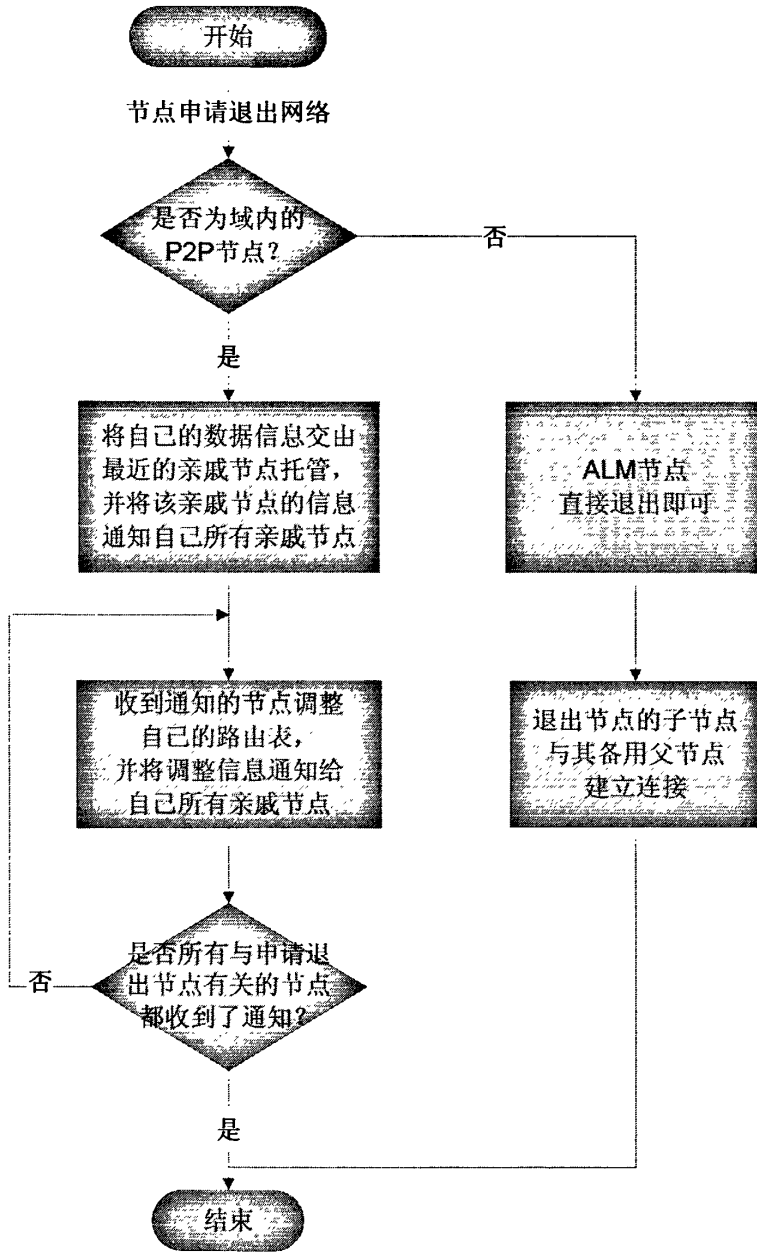 开始
节点申请退出网络
是否为域内的
P2P节点？
否
是
将自己的数据信息交由
最近的亲戚节点托管，
并将该亲戚节点的信息
通知自己所有亲戚节点
ALM节点
直接退出即可
收到通知的节点调整
自己的路由表，
并将调整信息通知给
自己所有亲戚节点
退出节点的子节点
与其备用父节点
建立连接
是否所有与申请退
出节点有关的节点
都收到了通知？
否
是
结束